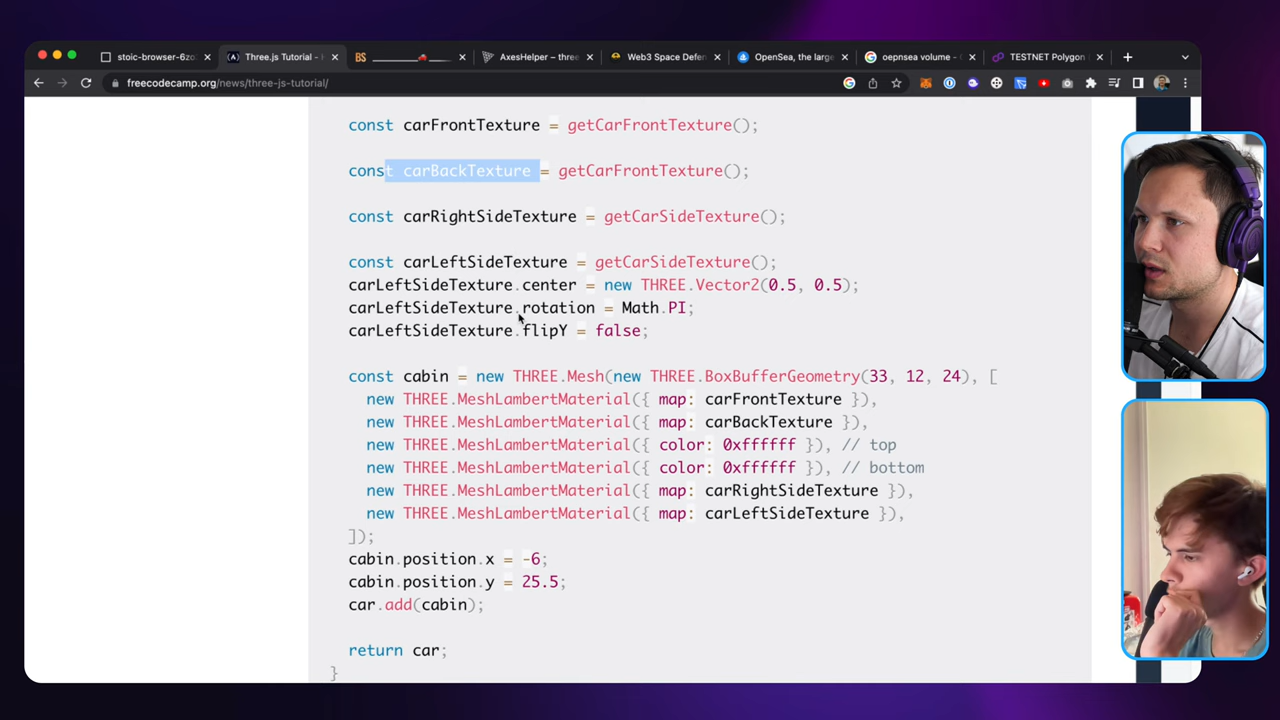 stoic-browser-6zo
Three.js Tutorial - F
BS
AxesHelper – three
Web3 Space Defen
OpenSea, the large
oepnsea volume - G
TESTNET Polygon
freecodecamp.org/news/three-js-tutorial/
const carFrontTexture = getCarFrontTexture();
const carBackTexture = getCarFrontTexture();
const carRightSideTexture = getCarSideTexture();
const carLeftSideTexture = getCarSideTexture();
carLeftSideTexture.center = new THREE.Vector2(0.5, 0.5);
carLeftSideTexture.rotation = Math.PI;
carLeftSideTexture.flipY = false;
const cabin = new THREE.Mesh(new THREE.BoxBufferGeometry(33, 12, 24), [
new THREE.MeshLambertMaterial({ map: carFrontTexture }),
new THREE.MeshLambertMaterial({ map: carBackTexture }),
new THREE.MeshLambertMaterial({ color: 0xffffff }), // top
new THREE.MeshLambertMaterial({ color: 0xffffff }), // bottom
new THREE.MeshLambertMaterial({ map: carRightSideTexture }),
new THREE.MeshLambertMaterial({ map: carLeftSideTexture }),
]);
cabin.position.x = -6;
cabin.position.y = 25.5;
car.add(cabin);
return car;
}